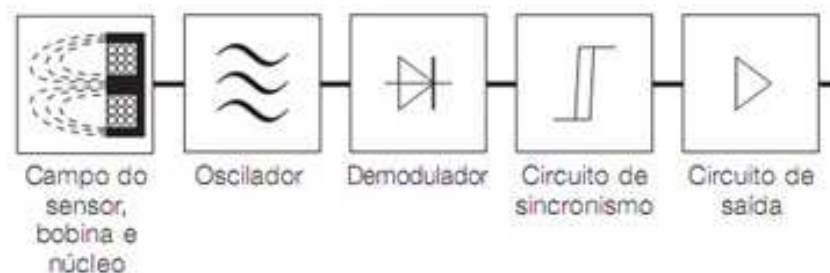 Campo do
sensor,
bobina e
núcleo
Oscilador
Demodulador
Circuito de
sincronismo
Circuito de
saída